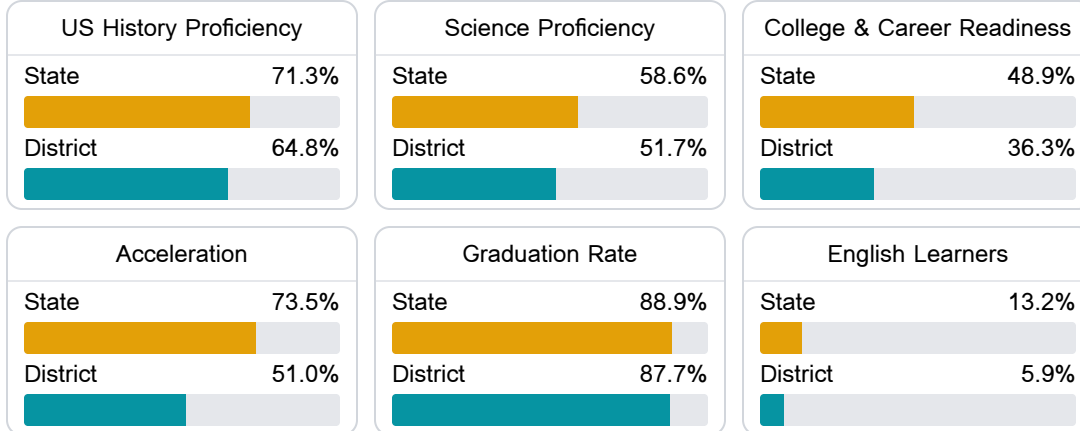 US History Proficiency
State 71.3%
District 64.8%
Science Proficiency
State 58.6%
District 51.7%
College & Career Readiness
State 48.9%
District 36.3%
Acceleration
State 73.5%
District 51.0%
Graduation Rate
State 88.9%
District 87.7%
English Learners
State 13.2%
District 5.9%